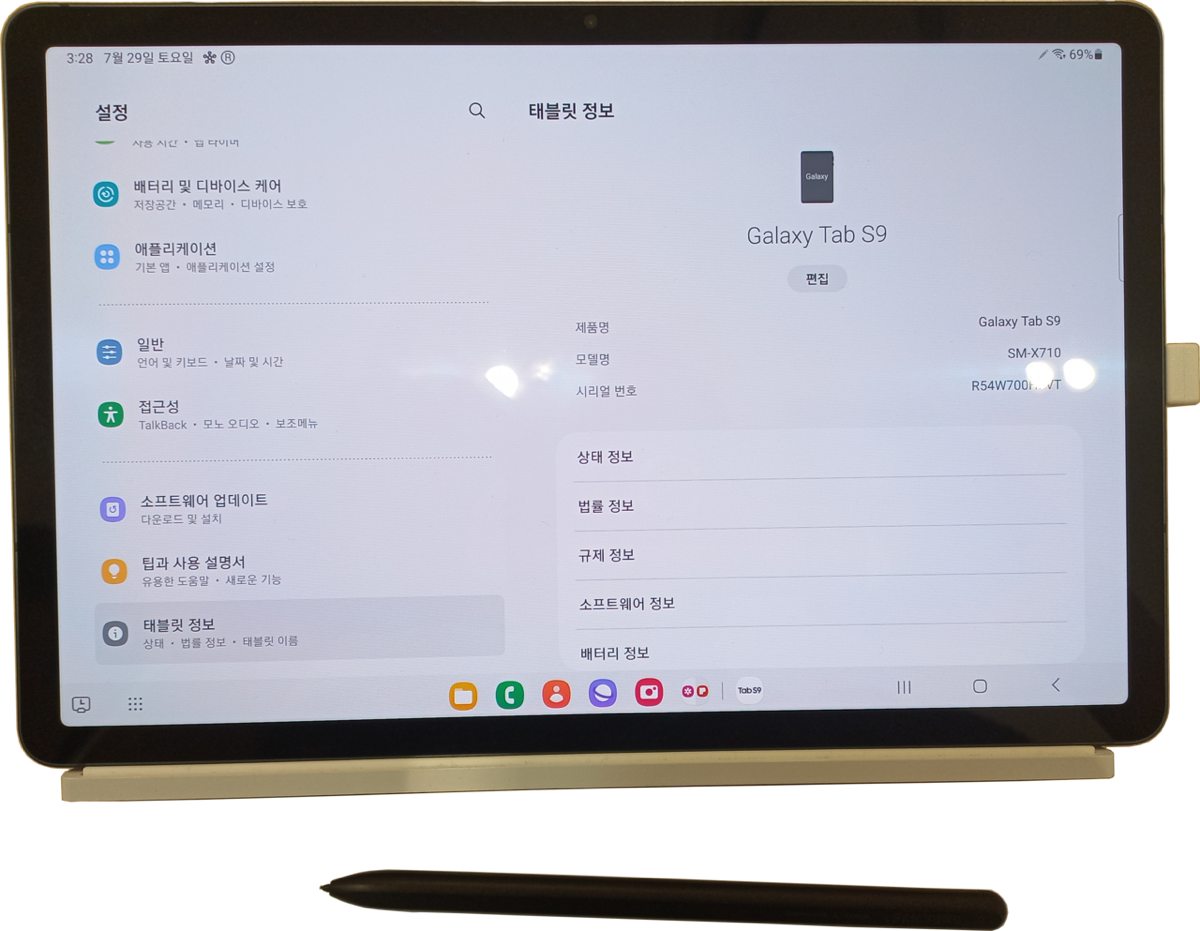 3:28 7월 29일 토요일 Ⓡ
69%
설정
사용 시간 • 앱 타이머
배터리 및 디바이스 케어
저장공간 • 메모리 • 디바이스 보호
애플리케이션
기본 앱 • 애플리케이션 설정
일반
언어 및 키보드 • 날짜 및 시간
접근성
TalkBack • 모노 오디오 • 보조메뉴
소프트웨어 업데이트
다운로드 및 설치
팁과 사용 설명서
유용한 도움말 • 새로운 기능
태블릿 정보
상태 • 법률 정보 • 태블릿 이름
태블릿 정보
Galaxy
Galaxy Tab S9
편집
제품명 Galaxy Tab S9
모델명 SM-X710
시리얼 번호
상태 정보
법률 정보
규제 정보
소프트웨어 정보
배터리 정보
Tab S9